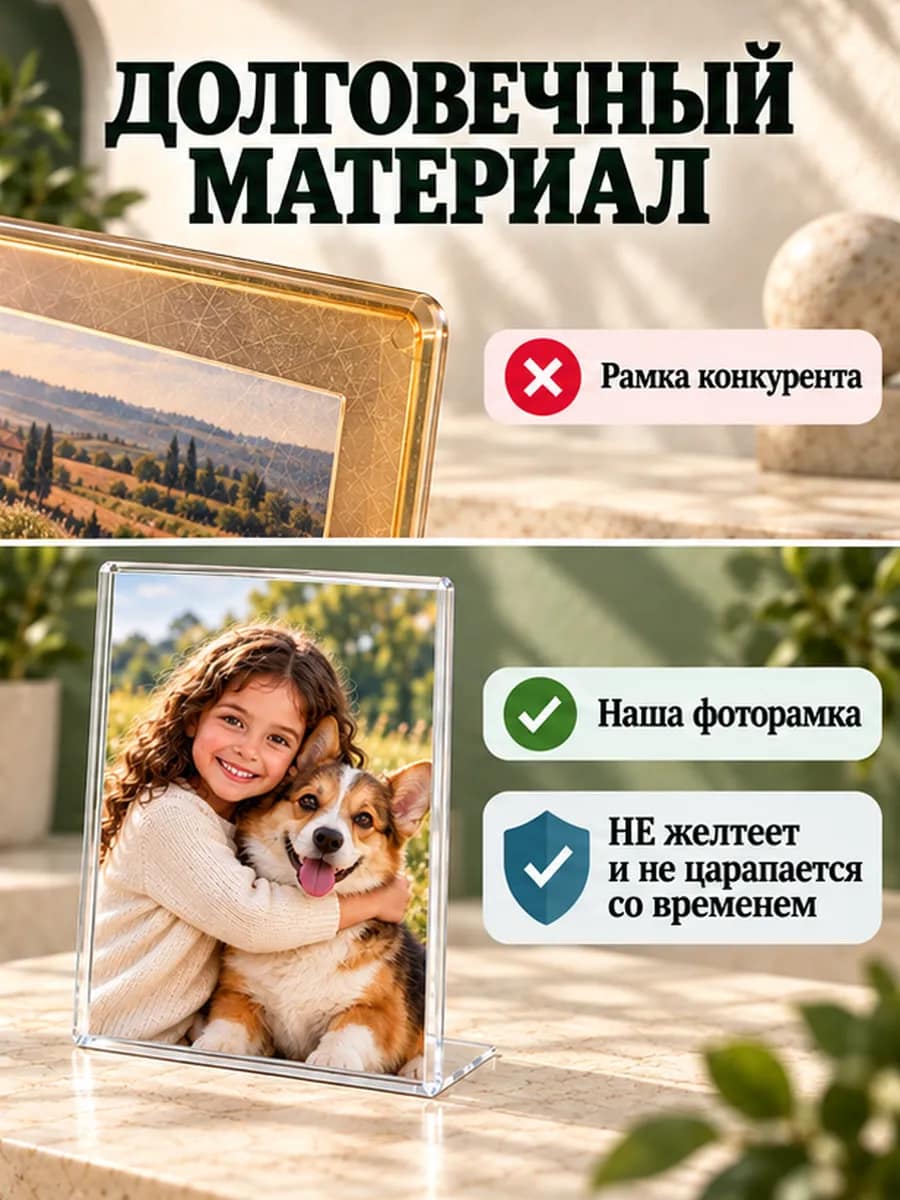 ДОЛГОВЕЧНЫЙ
МАТЕРИАЛ
Рамка конкурента
Наша фоторамка
НЕ желтеет
и не царапается
со временем